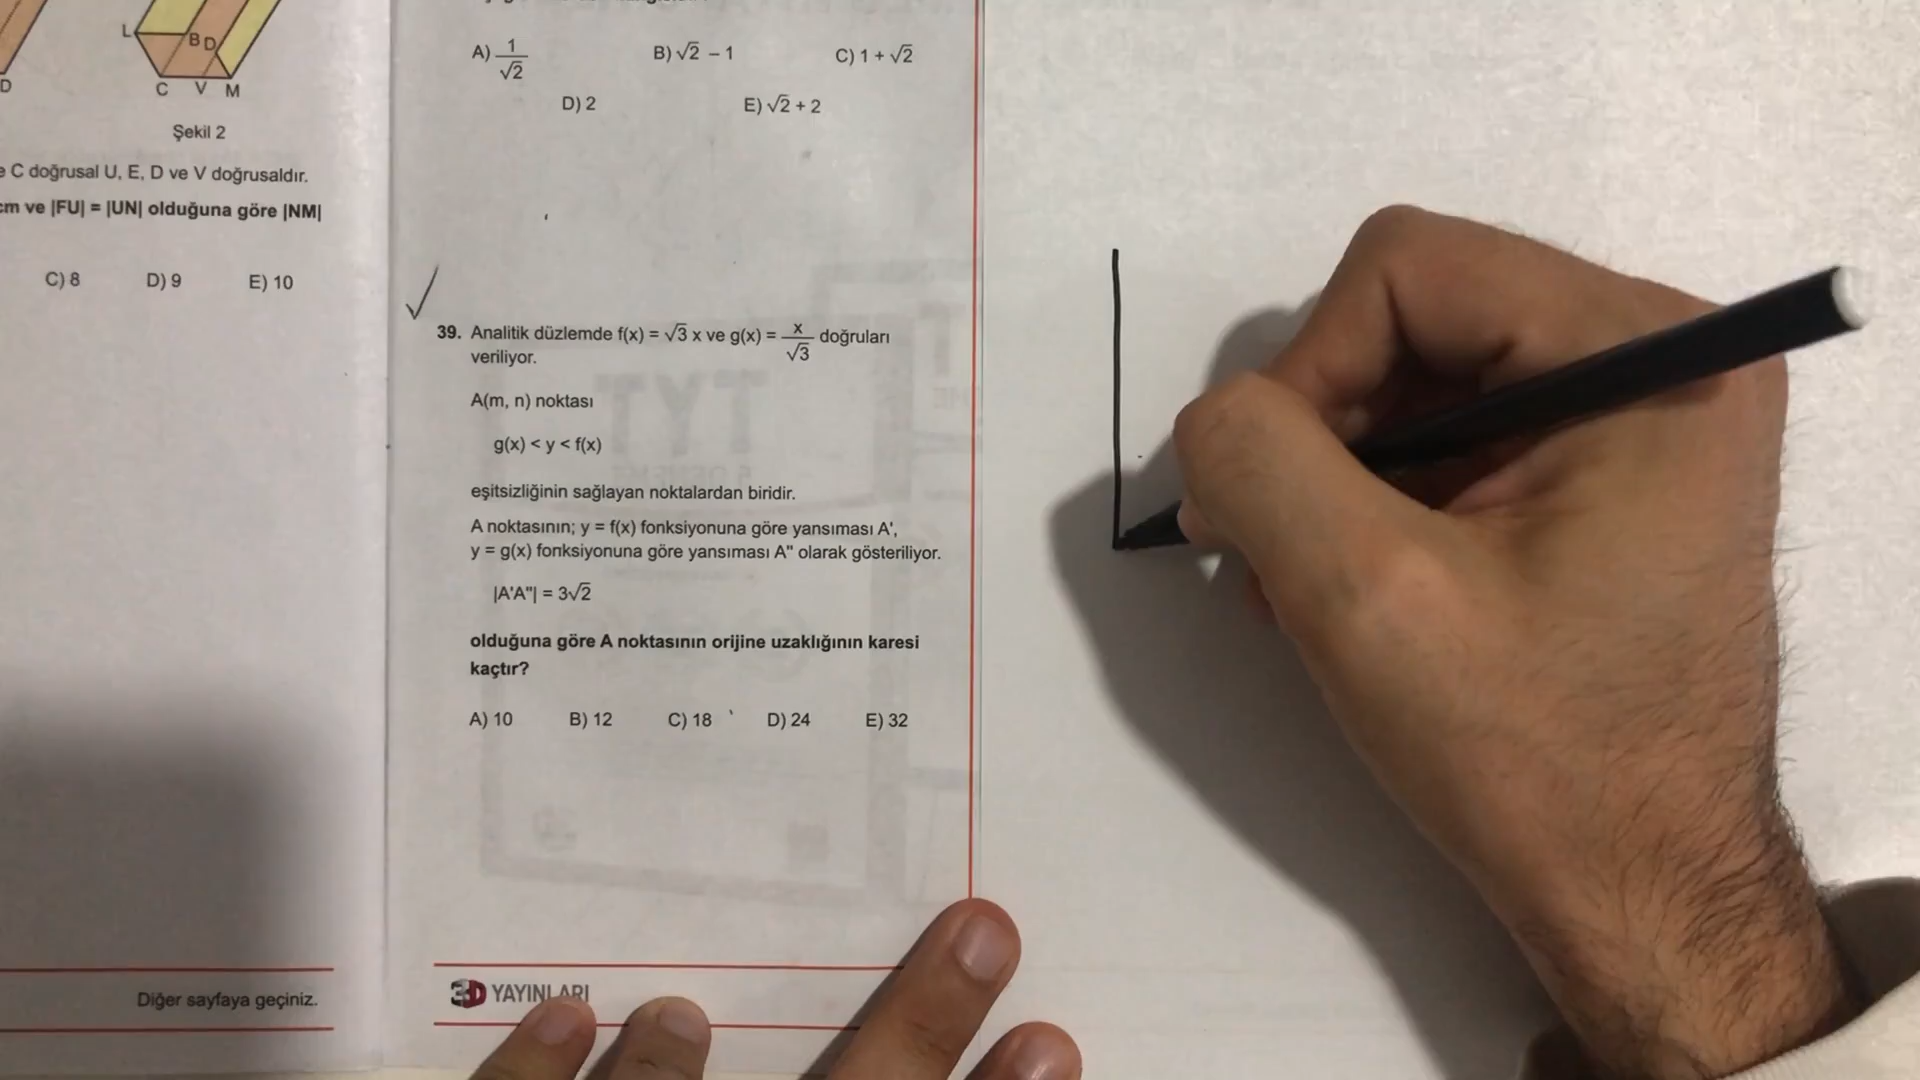 L
B D
D
C V M
Şekil 2
C doğrusal U, E, D ve V doğrusaldır.
cm ve |FU| = |UN| olduğuna göre |NM|
C) 8 D) 9 E) 10
Diğer sayfaya geçiniz.
A) 1/√2 B) √2 − 1 C) 1 + √2
D) 2 E) √2 + 2
39. Analitik düzlemde f(x) = √3 x ve g(x) = x/√3 doğruları
veriliyor.
A(m, n) noktası
g(x) < y < f(x)
eşitsizliğinin sağlayan noktalardan biridir.
A noktasının; y = f(x) fonksiyonuna göre yansıması A',
y = g(x) fonksiyonuna göre yansıması A" olarak gösteriliyor.
|A'A"| = 3√2
olduğuna göre A noktasının orijine uzaklığının karesi
kaçtır?
A) 10 B) 12 C) 18 D) 24 E) 32
3D YAYINLARI